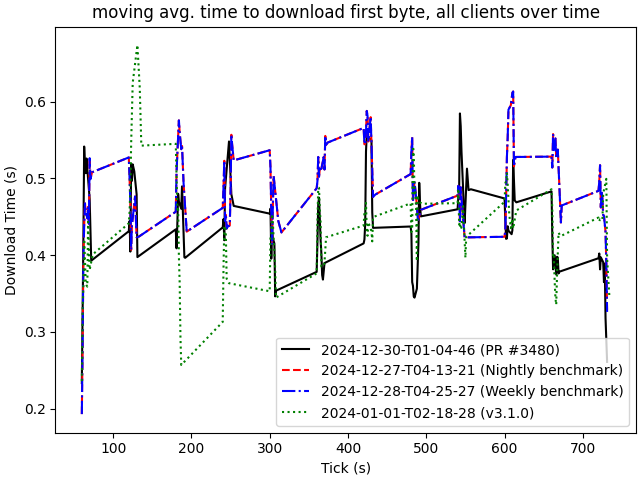 moving avg. time to download first byte, all clients over time
Download Time (s)
0.6
0.5
0.4
0.3
0.2
2024-12-30-T01-04-46 (PR #3480)
2024-12-27-T04-13-21 (Nightly benchmark)
2024-12-28-T04-25-27 (Weekly benchmark)
2024-01-01-T02-18-28 (v3.1.0)
100 200 300 400 500 600 700
Tick (s)